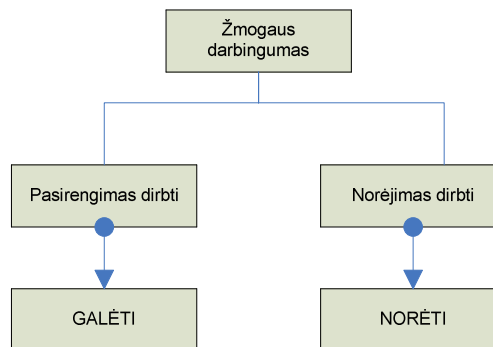 Žmogaus
darbingumas
Pasirengimas dirbti
Norėjimas dirbti
GALĖTI
NORĖTI